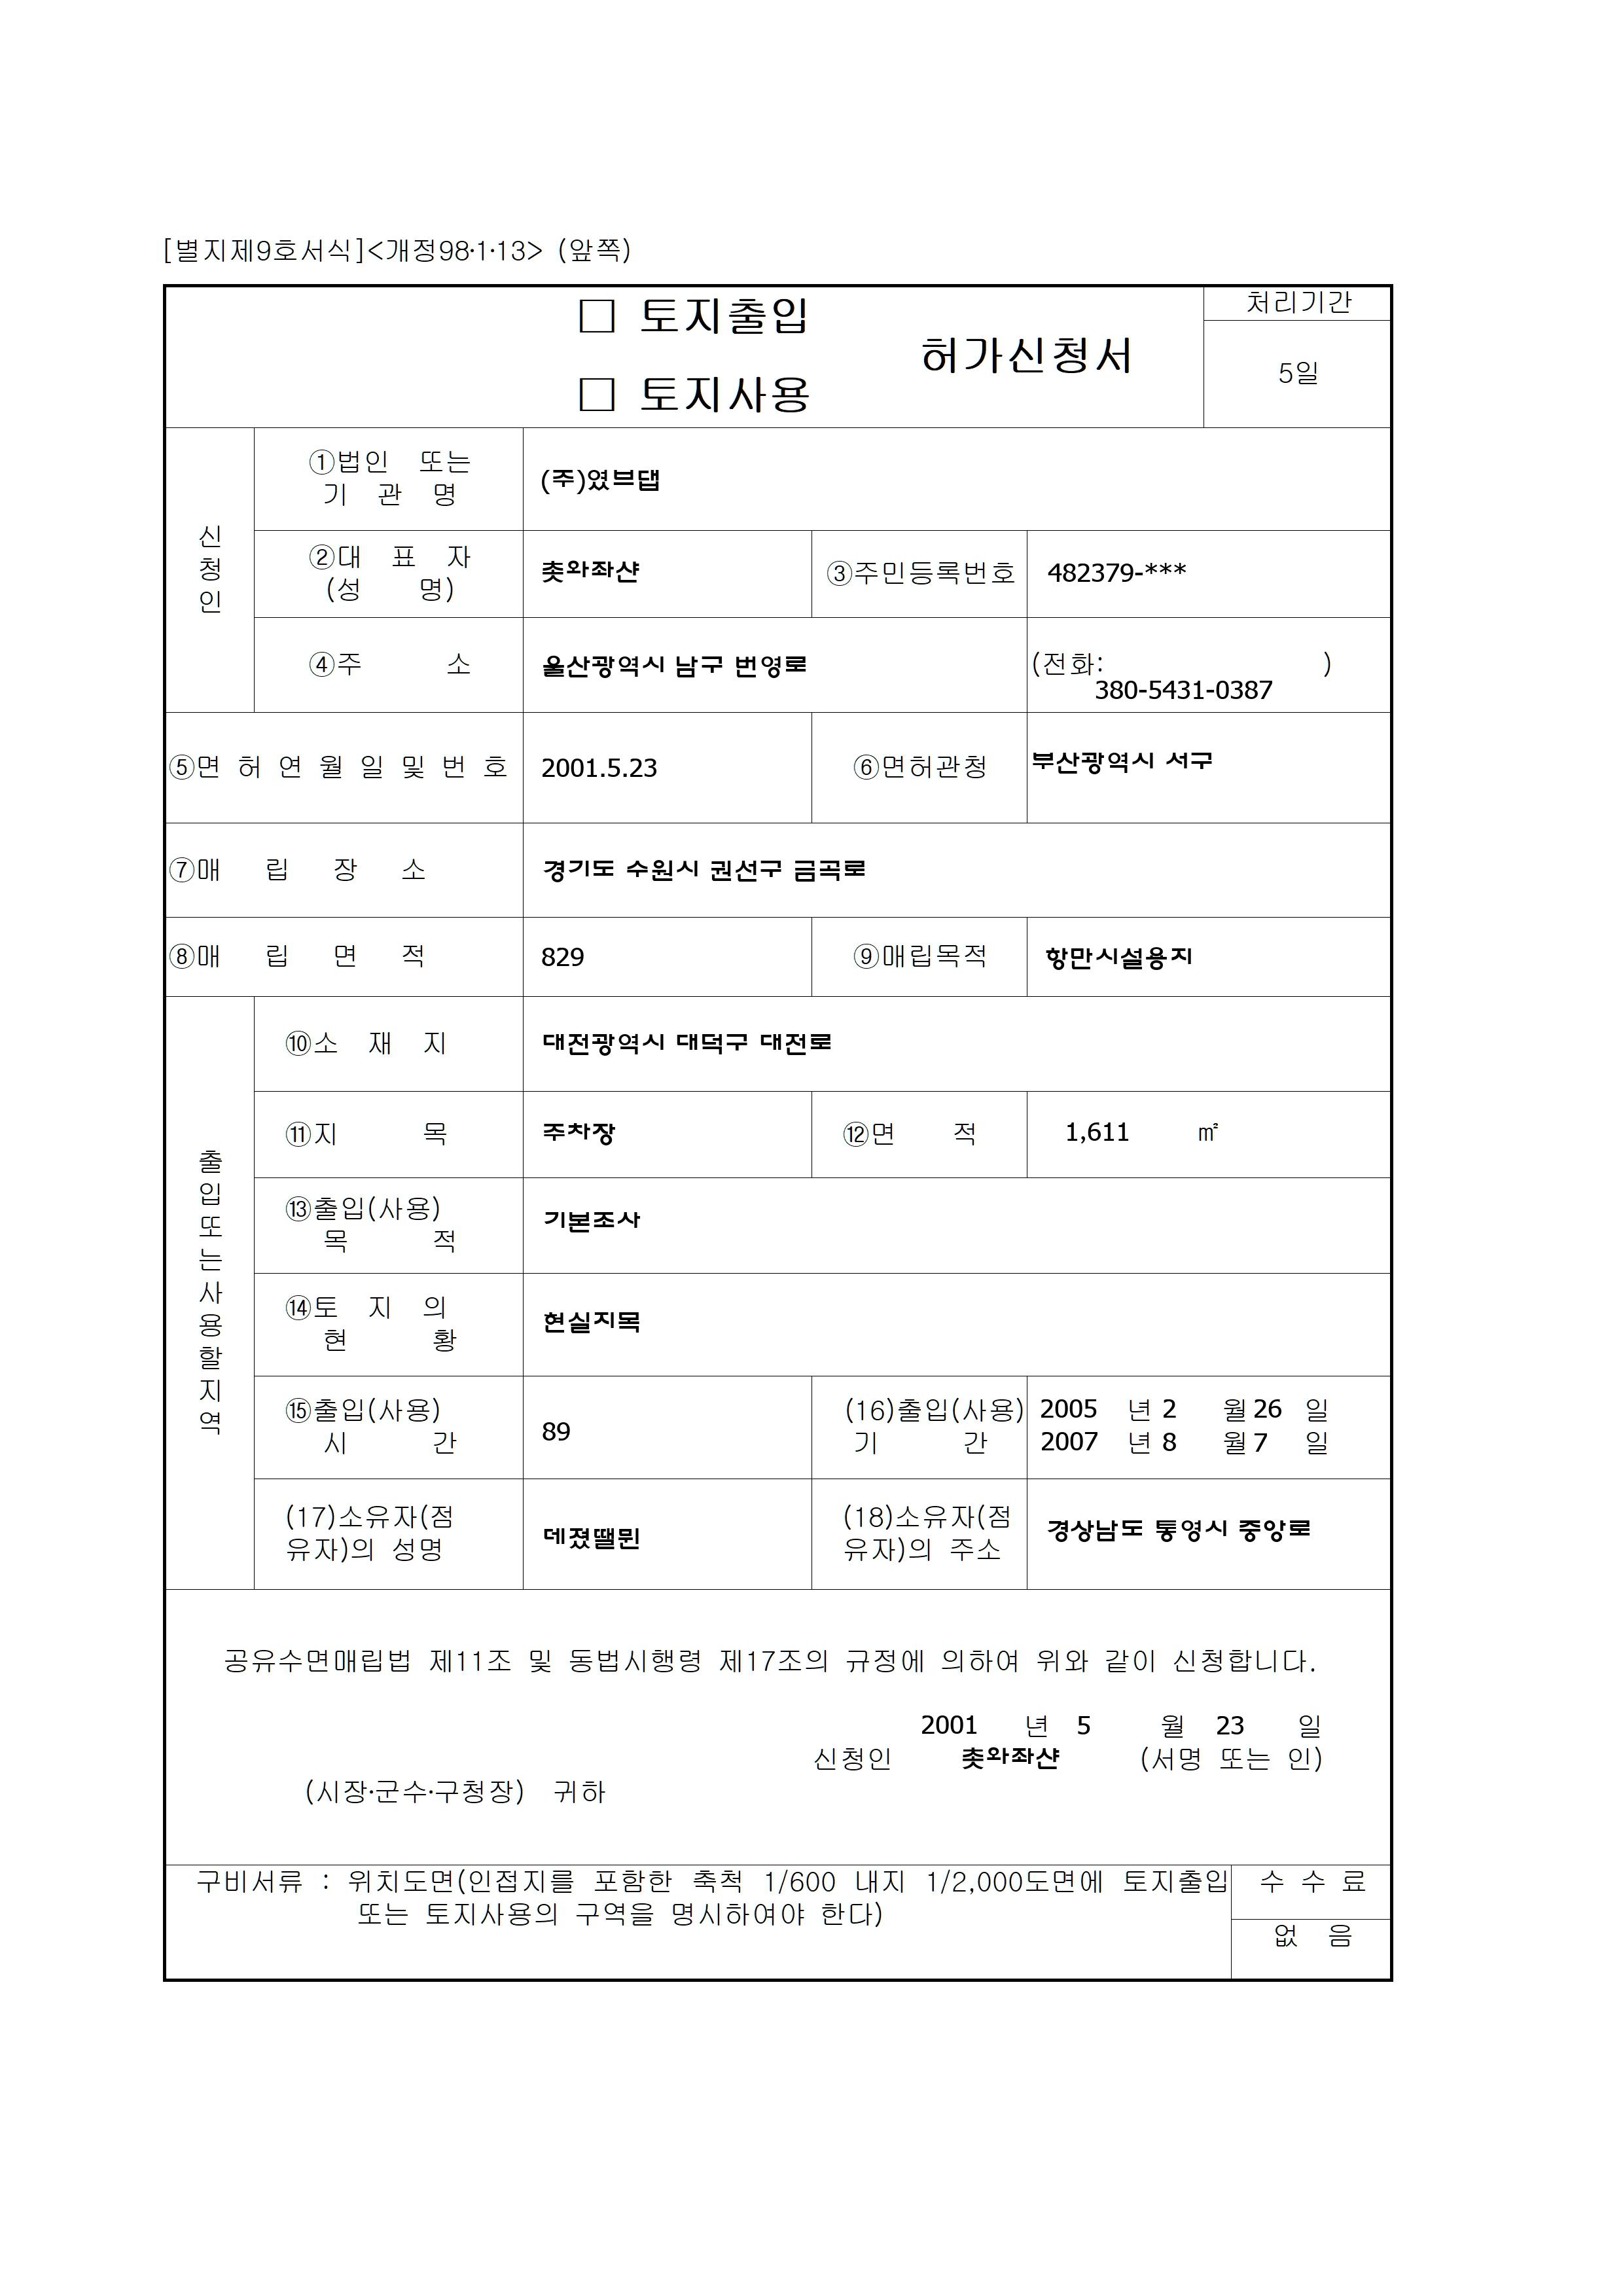 [별지제9호서식]<개정98·1·13> (앞쪽)
□ 토지출입
□ 토지사용
허가신청서
처리기간
5일
신청인
①법인 또는
기 관 명
(주)였브댑
②대 표 자
(성 명)
촛와좌샨
③주민등록번호
482379-***
④주 소
울산광역시 남구 번영로
(전화: )
380-5431-0387
⑤면 허 연 월 일 및 번 호
2001.5.23
⑥면허관청
부산광역시 서구
⑦매 립 장 소
경기도 수원시 권선구 금곡로
⑧매 립 면 적
829
⑨매립목적
항만시설용지
출입또는사용할지역
⑩소 재 지
대전광역시 대덕구 대전로
⑪지 목
주차장
⑫면 적
1,611 ㎡
⑬출입(사용)
목 적
기본조사
⑭토 지 의
현 황
현실지목
⑮출입(사용)
시 간
89
(16)출입(사용)
기 간
2005 년 2 월 26 일
2007 년 8 월 7 일
(17)소유자(점
유자)의 성명
데졌땔뮌
(18)소유자(점
유자)의 주소
경상남도 통영시 중앙로
공유수면매립법 제11조 및 동법시행령 제17조의 규정에 의하여 위와 같이 신청합니다.
2001 년 5 월 23 일
신청인 촛와좌샨 (서명 또는 인)
(시장·군수·구청장) 귀하
구비서류 : 위치도면(인접지를 포함한 축척 1/600 내지 1/2,000도면에 토지출입
또는 토지사용의 구역을 명시하여야 한다)
수 수 료
없 음